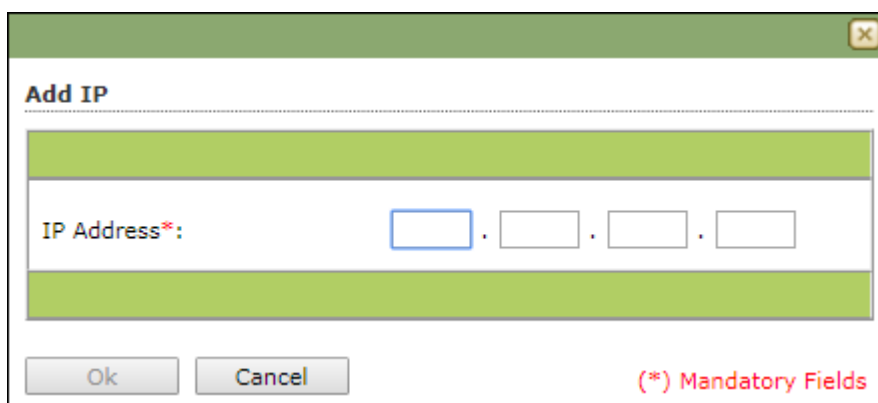 Add IP
IP Address*: . . .
Ok Cancel (*) Mandatory Fields